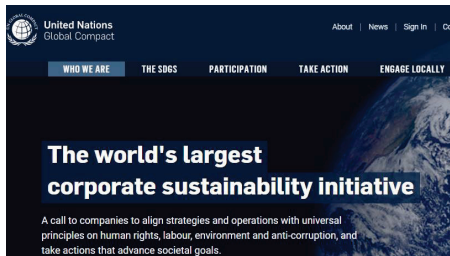 United Nations
Global Compact
About | News | Sign In |
WHO WE ARE THE SDGS PARTICIPATION TAKE ACTION ENGAGE LOCALLY
The world's largest
corporate sustainability initiative
A call to companies to align strategies and operations with universal
principles on human rights, labour, environment and anti-corruption, and
take actions that advance societal goals.